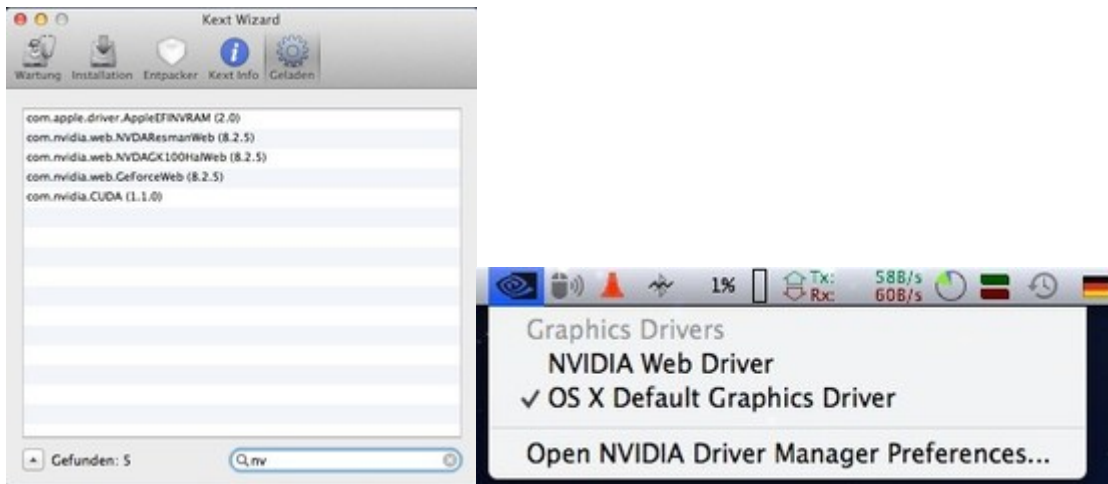 Kext Wizard
Wartung Installation Entpacker Kext Info Geladen
com.apple.driver.AppleEFINVRAM (2.0)
com.nvidia.web.NVDAResmanWeb (8.2.5)
com.nvidia.web.NVDAGK100HalWeb (8.2.5)
com.nvidia.web.GeForceWeb (8.2.5)
com.nvidia.CUDA (1.1.0)
Gefunden: 5
nv
1% Tx: 58B/s
Rx: 60B/s
Graphics Drivers
NVIDIA Web Driver
✓ OS X Default Graphics Driver
Open NVIDIA Driver Manager Preferences...